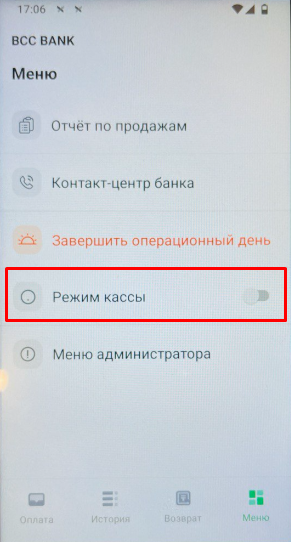 17:06
BCC BANK
Меню
Отчёт по продажам
Контакт-центр банка
Завершить операционный день
Режим кассы
Меню администратора
Оплата История Возврат Меню